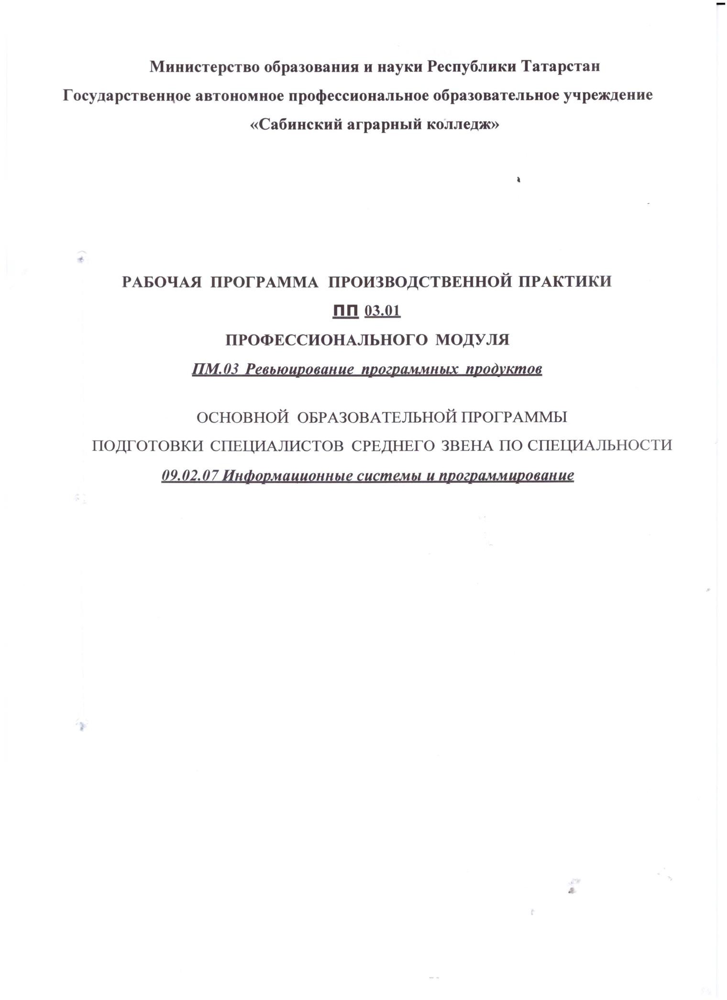 Министерство образования и науки Республики Татарстан
Государственное автономное профессиональное образовательное учреждение
«Сабинский аграрный колледж»
РАБОЧАЯ ПРОГРАММА ПРОИЗВОДСТВЕННОЙ ПРАКТИКИ
ПП 03.01
ПРОФЕССИОНАЛЬНОГО МОДУЛЯ
ПМ.03 Ревьюирование программных продуктов
ОСНОВНОЙ ОБРАЗОВАТЕЛЬНОЙ ПРОГРАММЫ
ПОДГОТОВКИ СПЕЦИАЛИСТОВ СРЕДНЕГО ЗВЕНА ПО СПЕЦИАЛЬНОСТИ
09.02.07 Информационные системы и программирование